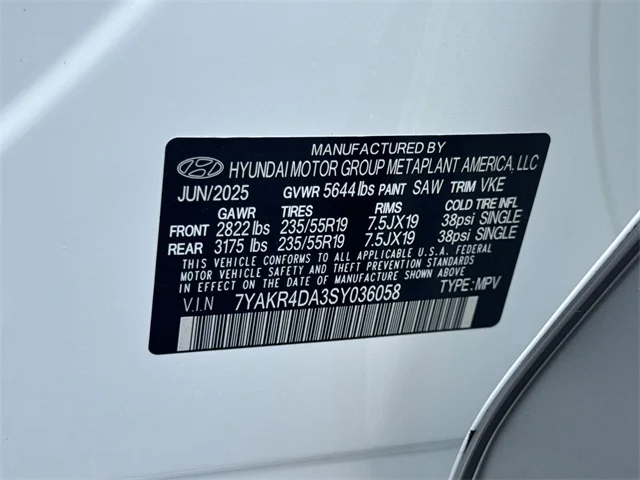 MANUFACTURED BY
HYUNDAI MOTOR GROUP METAPLANT AMERICA, LLC
JUN/2025 GVWR 5644 lbs PAINT SAW TRIM VKE
GAWR TIRES RIMS COLD TIRE INFL
FRONT 2822 lbs 235/55R19 7.5JX19 38psi SINGLE
REAR 3175 lbs 235/55R19 7.5JX19 38psi SINGLE
THIS VEHICLE CONFORMS TO ALL APPLICABLE U.S.A. FEDERAL
MOTOR VEHICLE SAFETY AND THEFT PREVENTION STANDARDS
IN EFFECT ON THE DATE OF MANUFACTURE SHOWN ABOVE.
V.I.N 7YAKR4DA3SY036058 TYPE: MPV